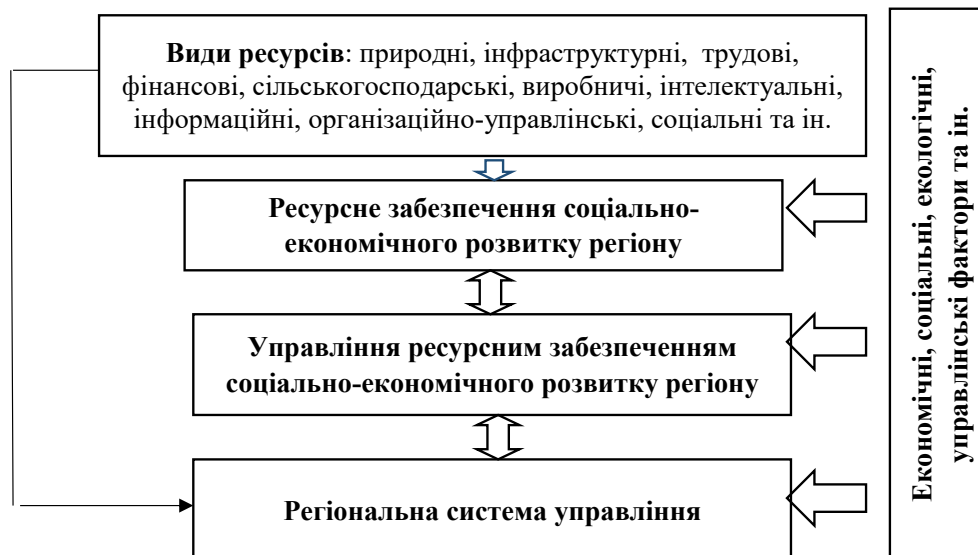 Види ресурсів: природні, інфраструктурні, трудові,
фінансові, сільськогосподарські, виробничі, інтелектуальні,
інформаційні, організаційно-управлінські, соціальні та ін.
Ресурсне забезпечення соціально-
економічного розвитку регіону
Управління ресурсним забезпеченням
соціально-економічного розвитку регіону
Регіональна система управління
Економічні, соціальні, екологічні,
управлінські фактори та ін.